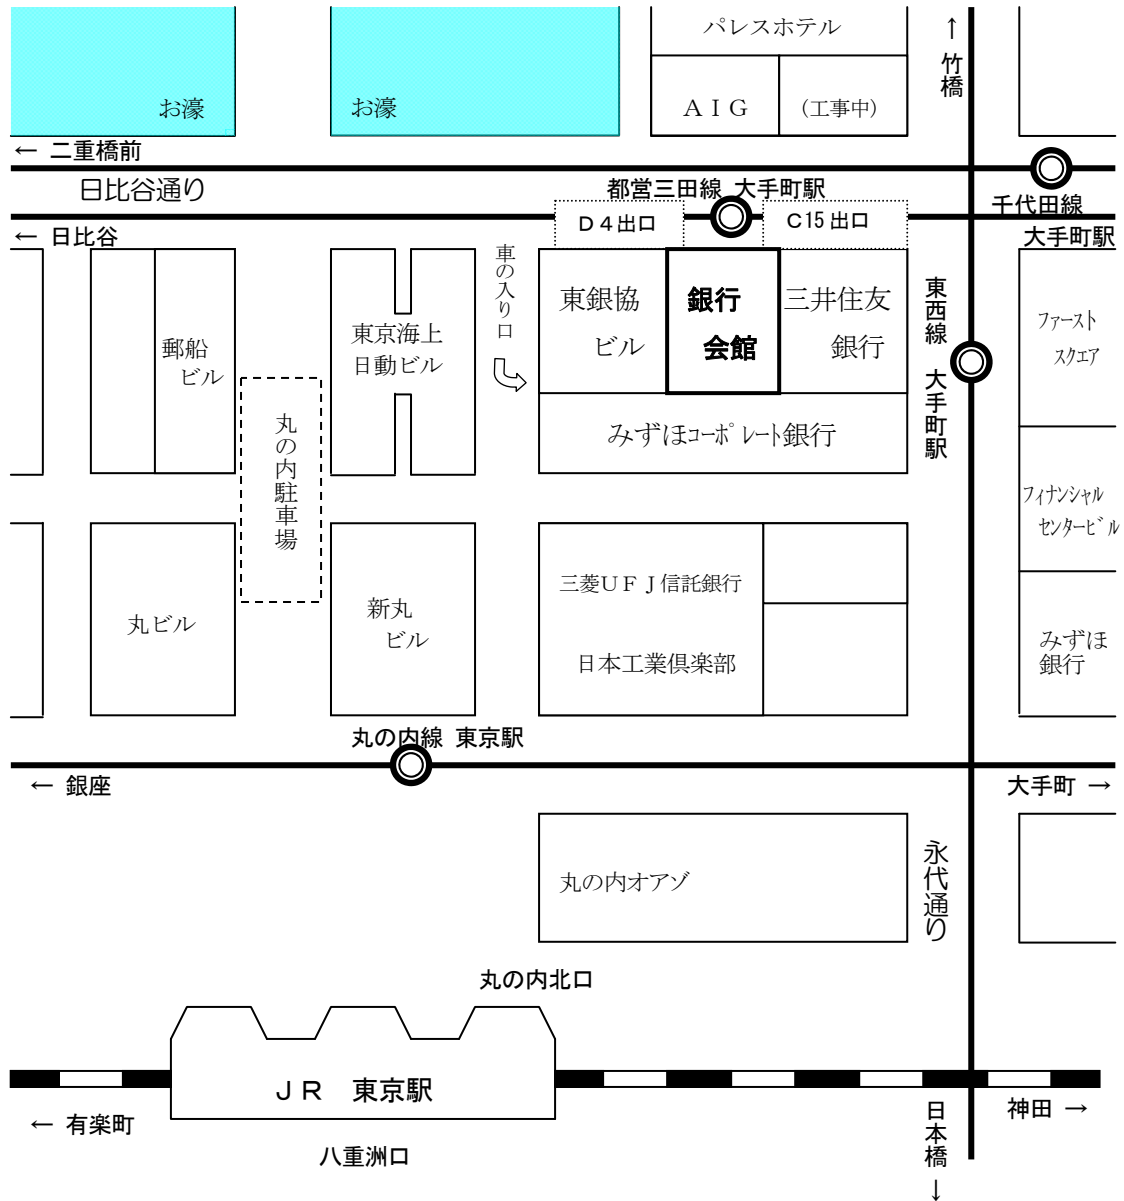 パレスホテル
↑
竹橋
お濠
お濠
ＡＩＧ
(工事中)
← 二重橋前
日比谷通り
都営三田線 大手町駅
千代田線
大手町駅
← 日比谷
Ｄ４出口
C15 出口
車の入り口
東銀協
ビル
銀行
会館
三井住友
銀行
東西線 大手町駅
ファースト
スクエア
郵船
ビル
東京海上
日動ビル
丸の内駐車場
みずほコーポレート銀行
フィナンシャル
センタービル
三菱ＵＦＪ信託銀行
日本工業倶楽部
丸ビル
新丸
ビル
みずほ
銀行
丸の内線 東京駅
← 銀座
大手町 →
丸の内オアゾ
永代通り
丸の内北口
ＪＲ 東京駅
← 有楽町
八重洲口
日本橋
↓
神田 →